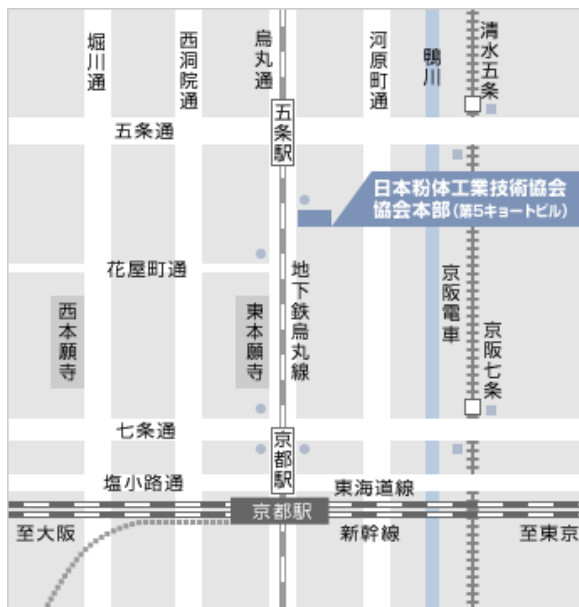 堀川通
西洞院通
烏丸通
河原町通
鴨川
清水五条
五条通
五条駅
日本粉体工業技術協会
協会本部(第5キョートビル)
花屋町通
地下鉄烏丸線
京阪電車
西本願寺
東本願寺
京阪七条
七条通
京都駅
塩小路通
東海道線
京都駅
至大阪
新幹線
至東京